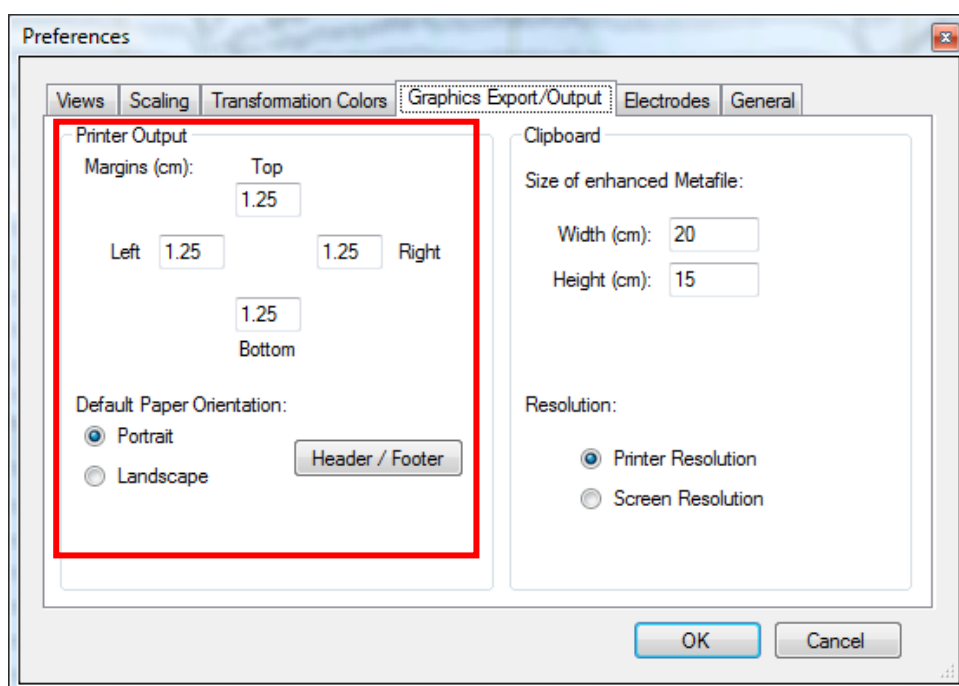 Preferences
Views Scaling Transformation Colors Graphics Export/Output Electrodes General
Printer Output
Margins (cm): Top
1.25
Left 1.25 1.25 Right
1.25
Bottom
Default Paper Orientation:
Portrait
Landscape
Header / Footer
Clipboard
Size of enhanced Metafile:
Width (cm): 20
Height (cm): 15
Resolution:
Printer Resolution
Screen Resolution
OK Cancel